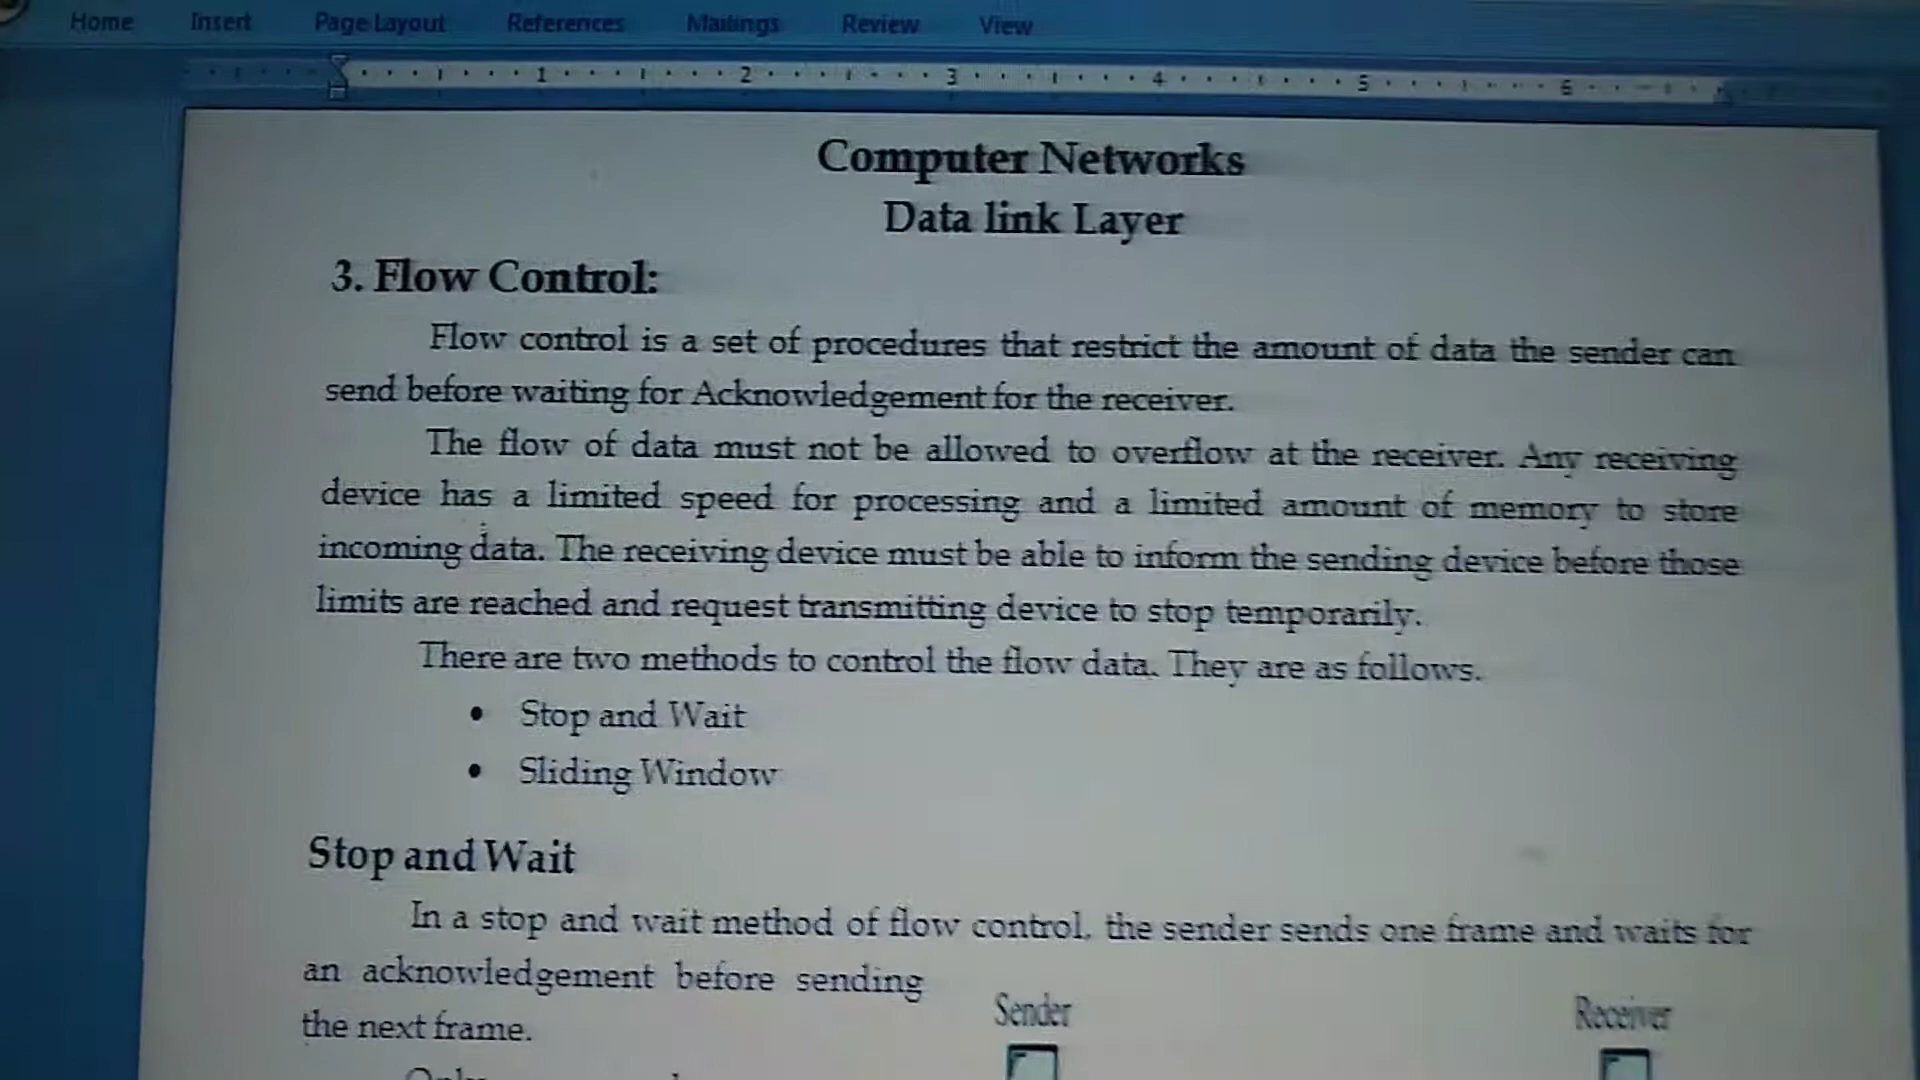 Home Insert Page Layout References Mailings Review View
1 2 3 4 5 6
Computer Networks
Data link Layer
3. Flow Control:
Flow control is a set of procedures that restrict the amount of data the sender can
send before waiting for Acknowledgement for the receiver.
The flow of data must not be allowed to overflow at the receiver. Any receiving
device has a limited speed for processing and a limited amount of memory to store
incoming data. The receiving device must be able to inform the sending device before those
limits are reached and request transmitting device to stop temporarily.
There are two methods to control the flow data. They are as follows.
• Stop and Wait
• Sliding Window
Stop and Wait
In a stop and wait method of flow control, the sender sends one frame and waits for
an acknowledgement before sending
the next frame.
Sender Receiver